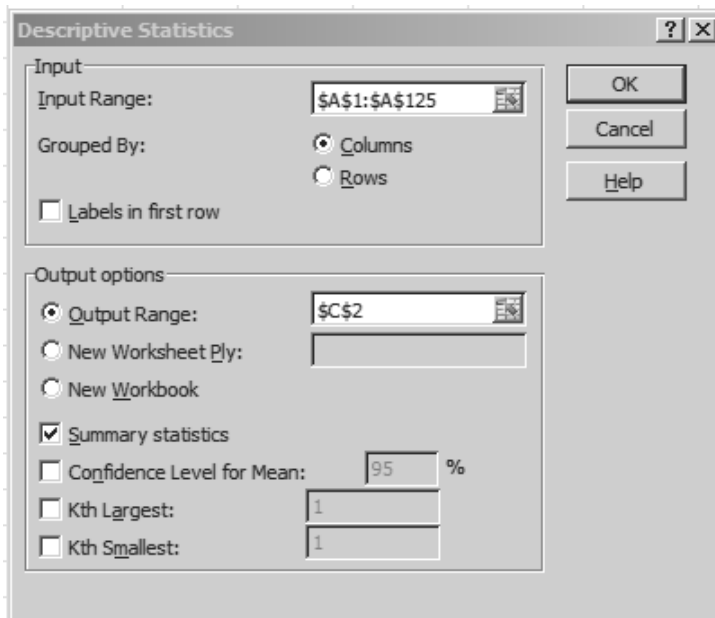 Descriptive Statistics
Input
Input Range: $A$1:$A$125
Grouped By: Columns
Rows
Labels in first row
Output options
Output Range: $C$2
New Worksheet Ply:
New Workbook
Summary statistics
Confidence Level for Mean: 95 %
Kth Largest: 1
Kth Smallest: 1
OK
Cancel
Help